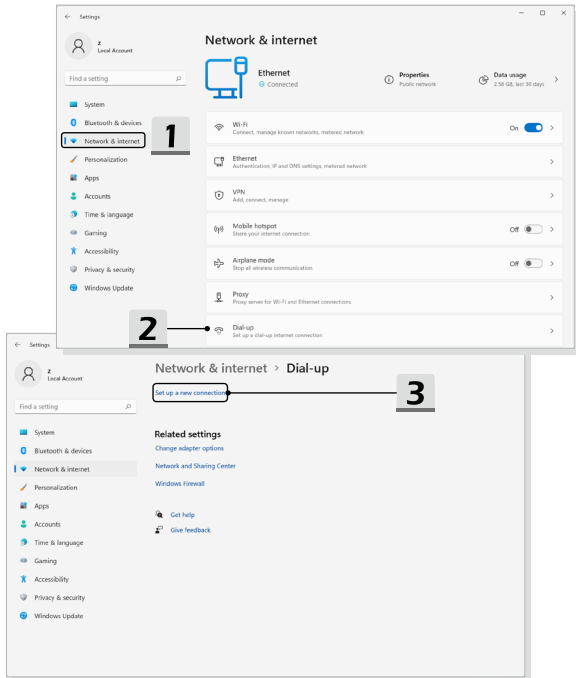 Settings
z
Local Account
Find a setting
System
Bluetooth & devices
Network & internet
Personalization
Apps
Accounts
Time & language
Gaming
Accessibility
Privacy & security
Windows Update
1
Network & internet
Ethernet
Connected
Properties
Public network
Data usage
2.58 GB, last 30 days
Wi-Fi
Connect, manage known networks, metered network
On
Ethernet
Authentication, IP and DNS settings, metered network
VPN
Add, connect, manage
Mobile hotspot
Share your internet connection
Off
Airplane mode
Stop all wireless communication
Off
Proxy
Proxy server for Wi-Fi and Ethernet connections
2
Dial-up
Set up a dial-up internet connection
Settings
z
Local Account
Find a setting
System
Bluetooth & devices
Network & internet
Personalization
Apps
Accounts
Time & language
Gaming
Accessibility
Privacy & security
Windows Update
Network & internet > Dial-up
Set up a new connection
3
Related settings
Change adapter options
Network and Sharing Center
Windows Firewall
Get help
Give feedback